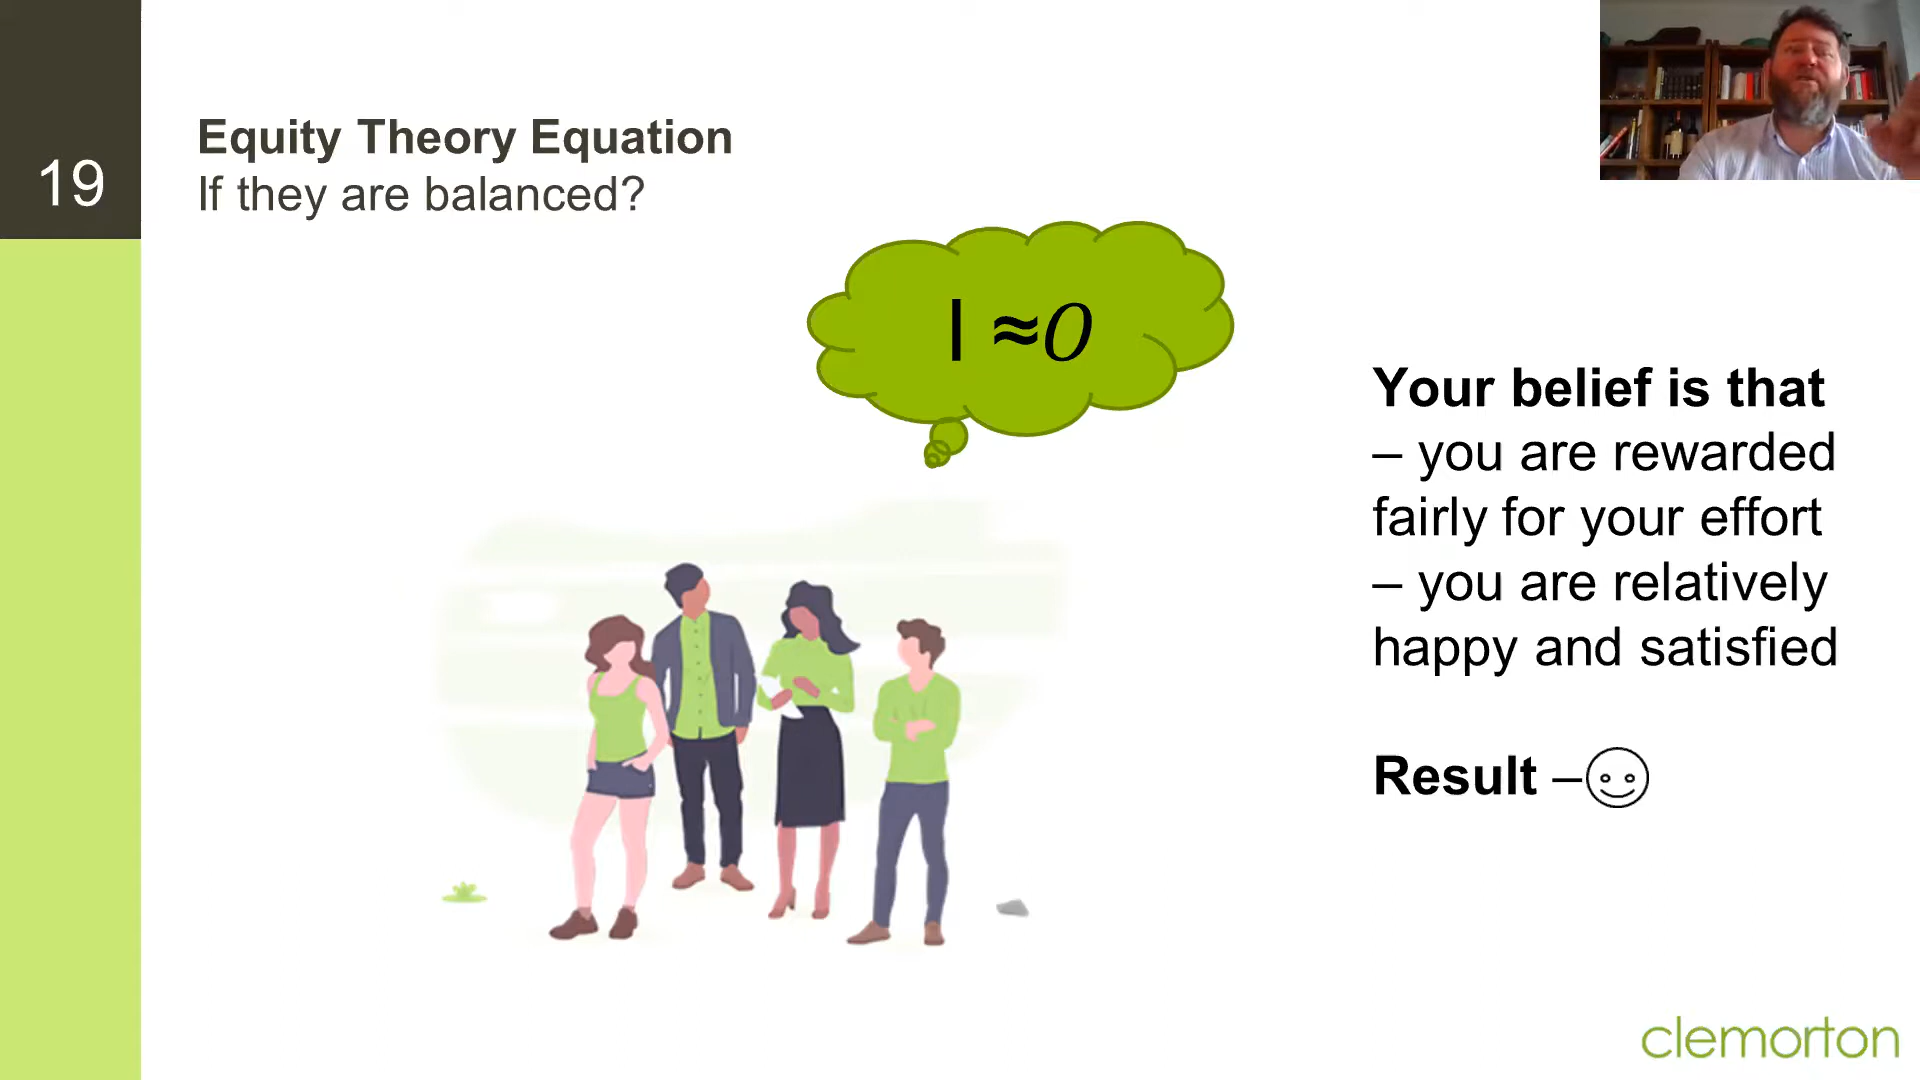 19
Equity Theory Equation
If they are balanced?
I ≈O
Your belief is that
– you are rewarded
fairly for your effort
– you are relatively
happy and satisfied
Result –
clemorton